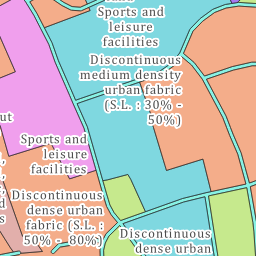 Sports and
leisure
facilities
Discontinuous
medium density
urban fabric
(S.L. : 30% -
50%)
Sports and
leisure
facilities
Discontinuous
dense urban
fabric (S.L. :
50% - 80%)
Discontinuous
dense urban